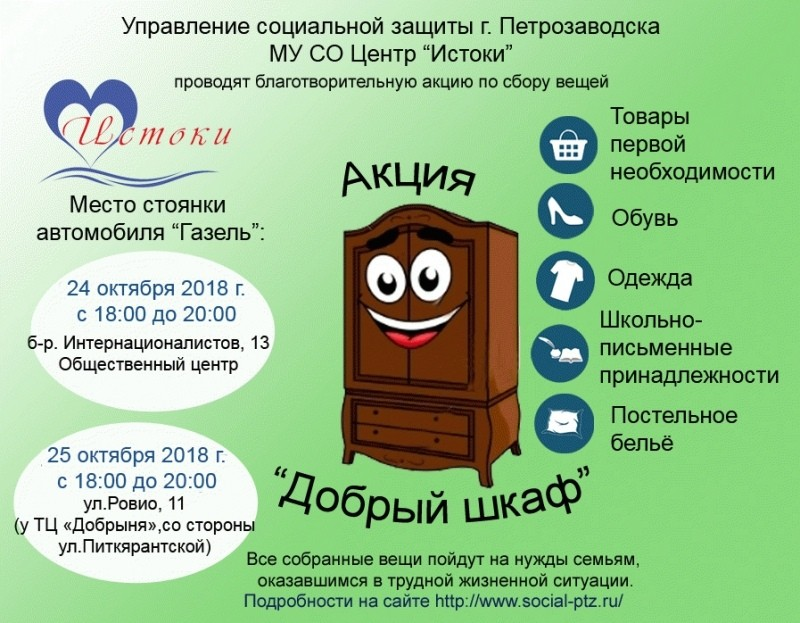 Управление социальной защиты г. Петрозаводска
МУ СО Центр “Истоки”
проводят благотворительную акцию по сбору вещей
Истоки
Место стоянки
автомобиля “Газель”:
24 октября 2018 г.
с 18:00 до 20:00
б-р. Интернационалистов, 13
Общественный центр
25 октября 2018 г.
с 18:00 до 20:00
ул.Ровио, 11
(у ТЦ «Добрыня»,со стороны
ул.Питкярантской)
Акция
“Добрый шкаф”
Товары
первой
необходимости
Обувь
Одежда
Школьно-
письменные
принадлежности
Постельное
бельё
Все собранные вещи пойдут на нужды семьям,
оказавшимся в трудной жизненной ситуации.
Подробности на сайте http://www.social-ptz.ru/